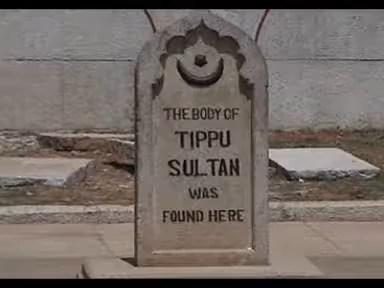 THE BODY OF
TIPPU
SULTAN
WAS
FOUND HERE